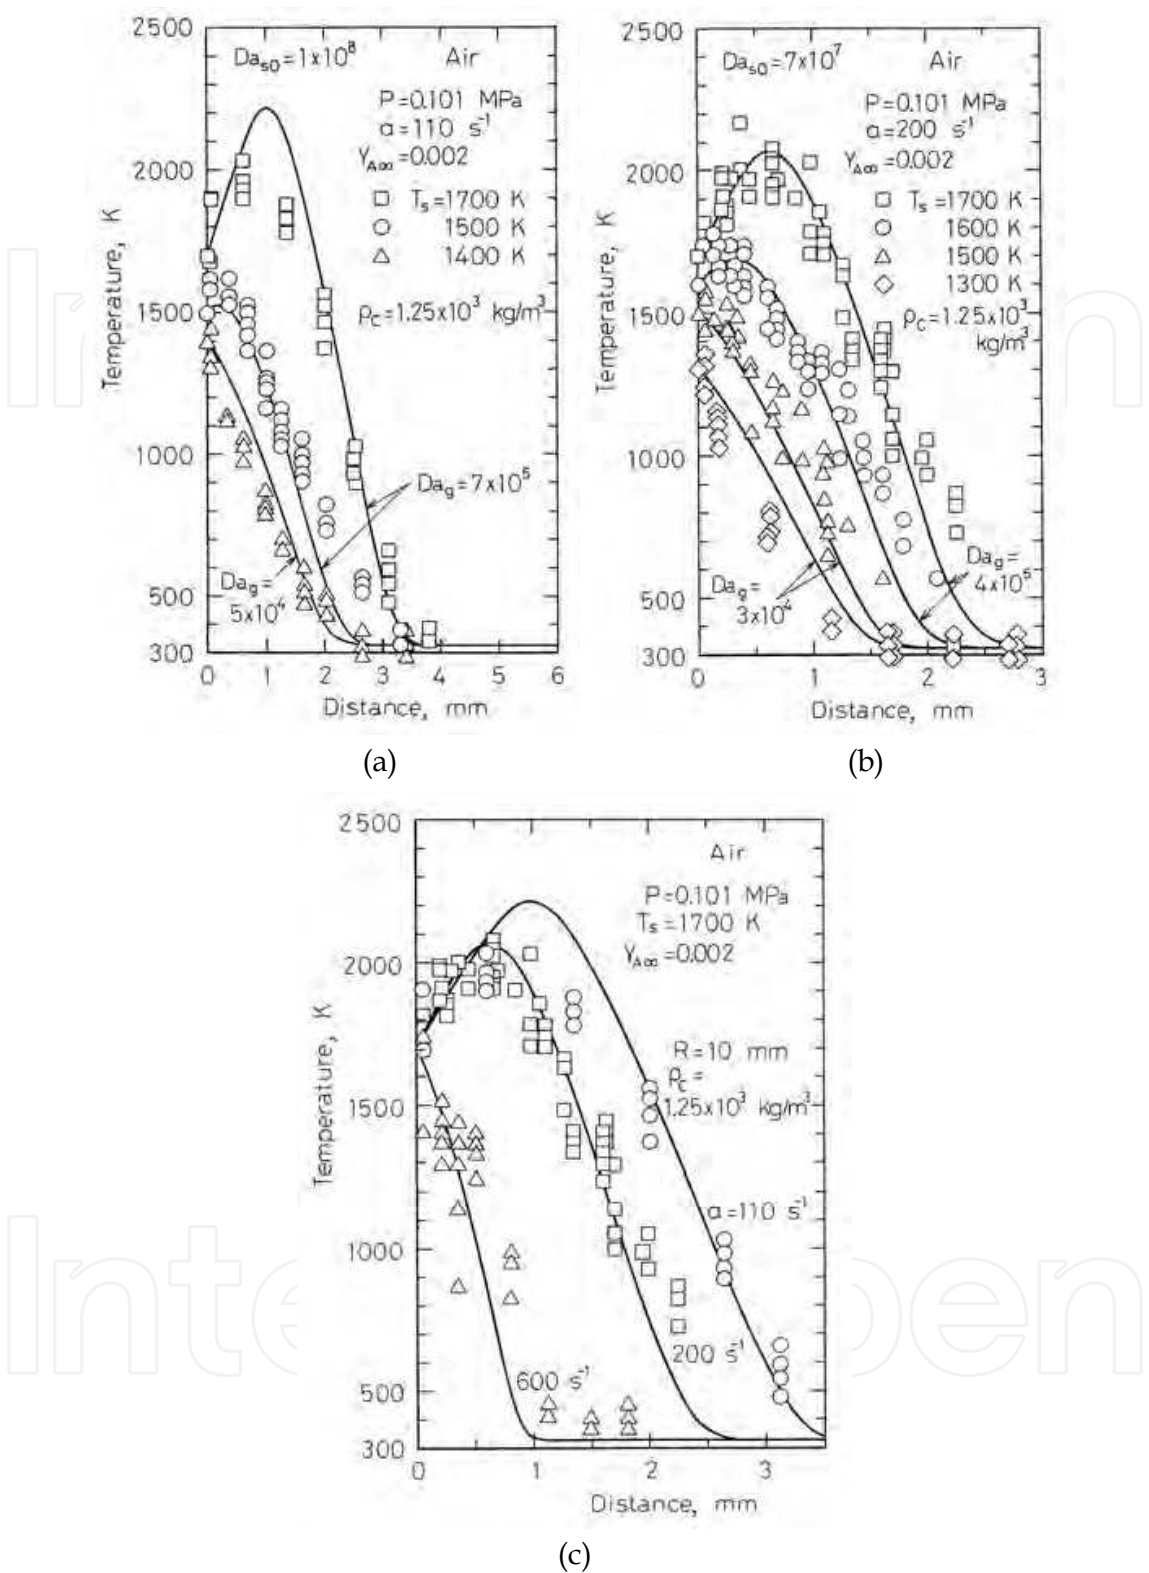 2500
Da_s0 = 1x10^8
Air
P=0.101 MPa
a=110 s^-1
Y_A∞=0.002
2000
T_s=1700 K
1500 K
1400 K
1500
ρ_C=1.25x10^3 kg/m^3
1000
Da_g=7x10^5
Da_g=
5x10^4
500
300
0 1 2 3 4 5 6
Temperature, K
Distance, mm
(a)
2500
Da_s0=7x10^7
Air
P=0.101 MPa
a=200 s^-1
Y_A∞=0.002
2000
T_s=1700 K
1600 K
1500 K
1300 K
1500
ρ_C=1.25x10^3
kg/m^3
1000
Da_g=
4x10^5
Da_g=
3x10^4
500
300
0 1 2 3
Temperature, K
Distance, mm
(b)
2500
Air
P=0.101 MPa
T_s=1700 K
Y_A∞=0.002
2000
R=10 mm
ρ_C=
1.25x10^3 kg/m^3
1500
a=110 s^-1
1000
200 s^-1
600 s^-1
500
300
0 1 2 3
Temperature, K
Distance, mm
(c)